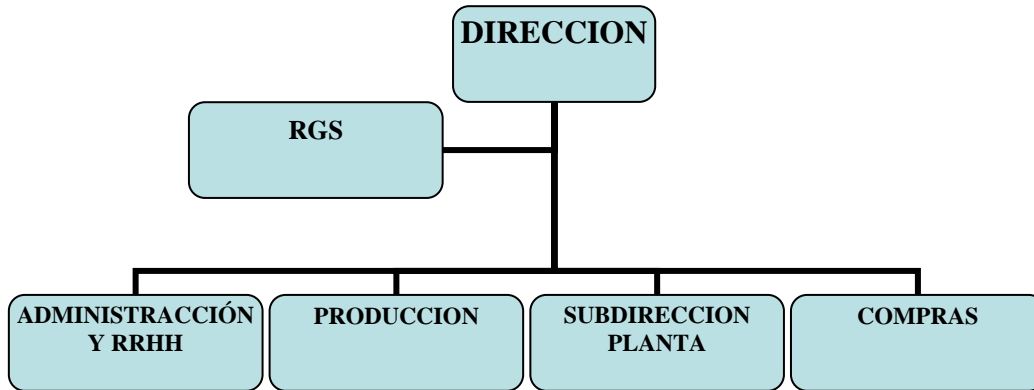 DIRECCION
RGS
ADMINISTRACCIÓN
Y RRHH
PRODUCCION
SUBDIRECCION
PLANTA
COMPRAS